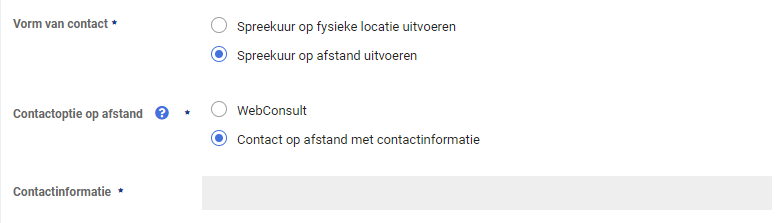 Vorm van contact *
Spreekuur op fysieke locatie uitvoeren
Spreekuur op afstand uitvoeren
Contactoptie op afstand ? *
WebConsult
Contact op afstand met contactinformatie
Contactinformatie *